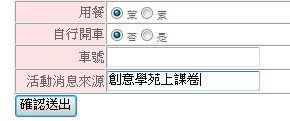 用餐 葷 素
自行開車 否 是
車號
活動消息來源 創意學苑上課卷
確認送出